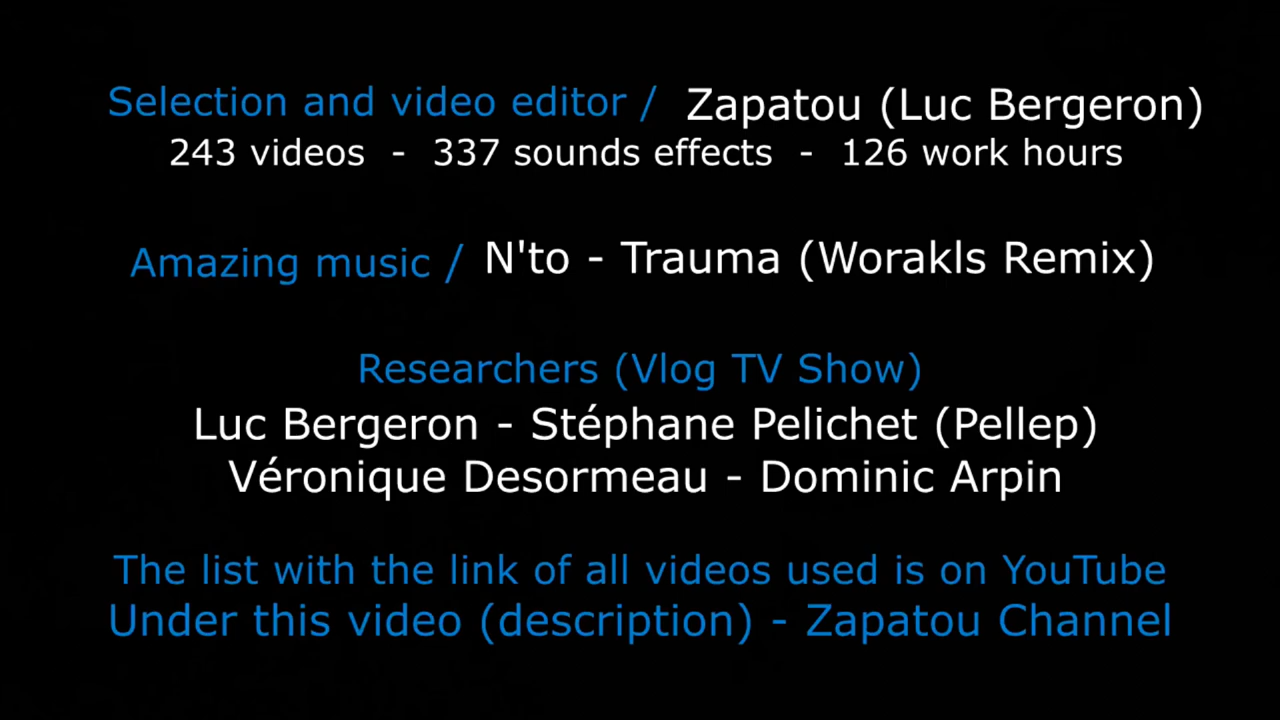 Selection and video editor / Zapatou (Luc Bergeron)
243 videos - 337 sounds effects - 126 work hours
Amazing music / N'to - Trauma (Worakls Remix)
Researchers (Vlog TV Show)
Luc Bergeron - Stéphane Pelichet (Pellep)
Véronique Desormeau - Dominic Arpin
The list with the link of all videos used is on YouTube
Under this video (description) - Zapatou Channel